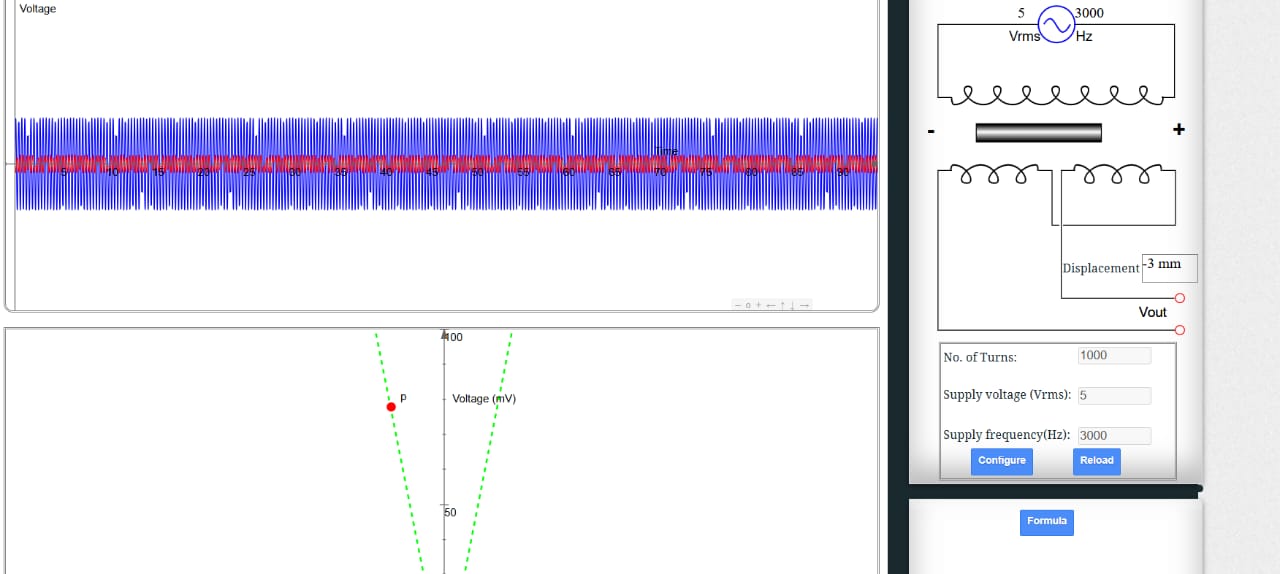 Voltage
Time
5 10 15 20 25 30 35 40 45 50 55 60 65 70 75 80 85 90
− o + ← ↑ ↓ →
100
P
Voltage (mV)
50
5 3000
Vrms Hz
- +
Displacement -3 mm
Vout
No. of Turns: 1000
Supply voltage (Vrms): 5
Supply frequency(Hz): 3000
Configure Reload
Formula